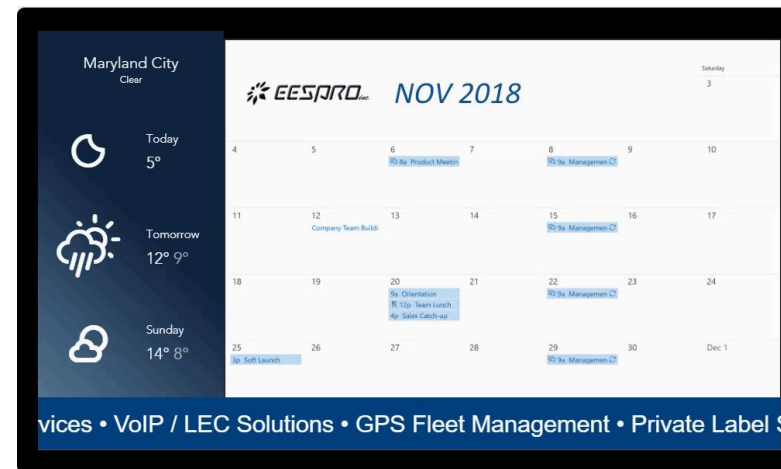 Maryland City
Clear
Today
5°
Tomorrow
12° 9°
Sunday
14° 8°
EESPRO inc.
NOV 2018
Saturday
3
4 5 6 7 8 9 10
8a Product Meetin
9a Managemen
11 12 13 14 15 16 17
Company Team Buildi
9a Managemen
18 19 20 21 22 23 24
9a Orientation
12p Team Lunch
4p Sales Catch-up
9a Managemen
25 26 27 28 29 30 Dec 1
3p Soft Launch
9a Managemen
vices • VoIP / LEC Solutions • GPS Fleet Management • Private Label S